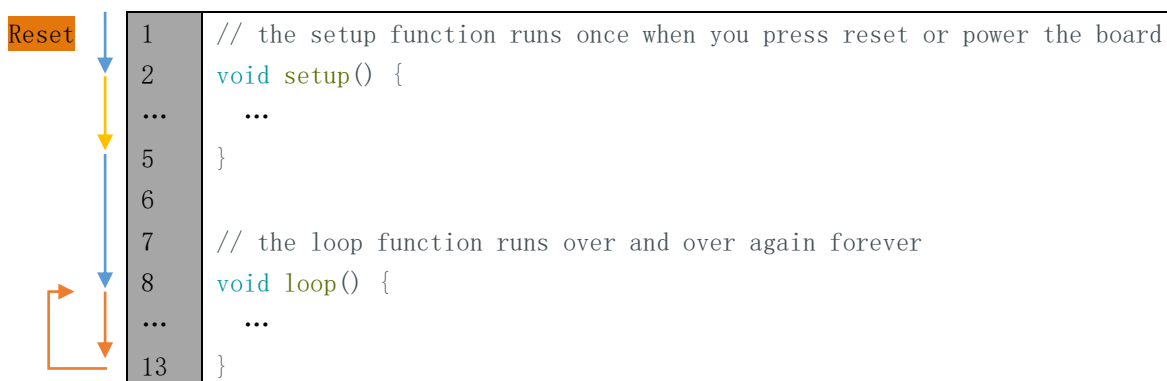 Reset 1 // the setup function runs once when you press reset or power the board
2 void setup() {
... ...
5 }
6
7 // the loop function runs over and over again forever
8 void loop() {
... ...
13 }